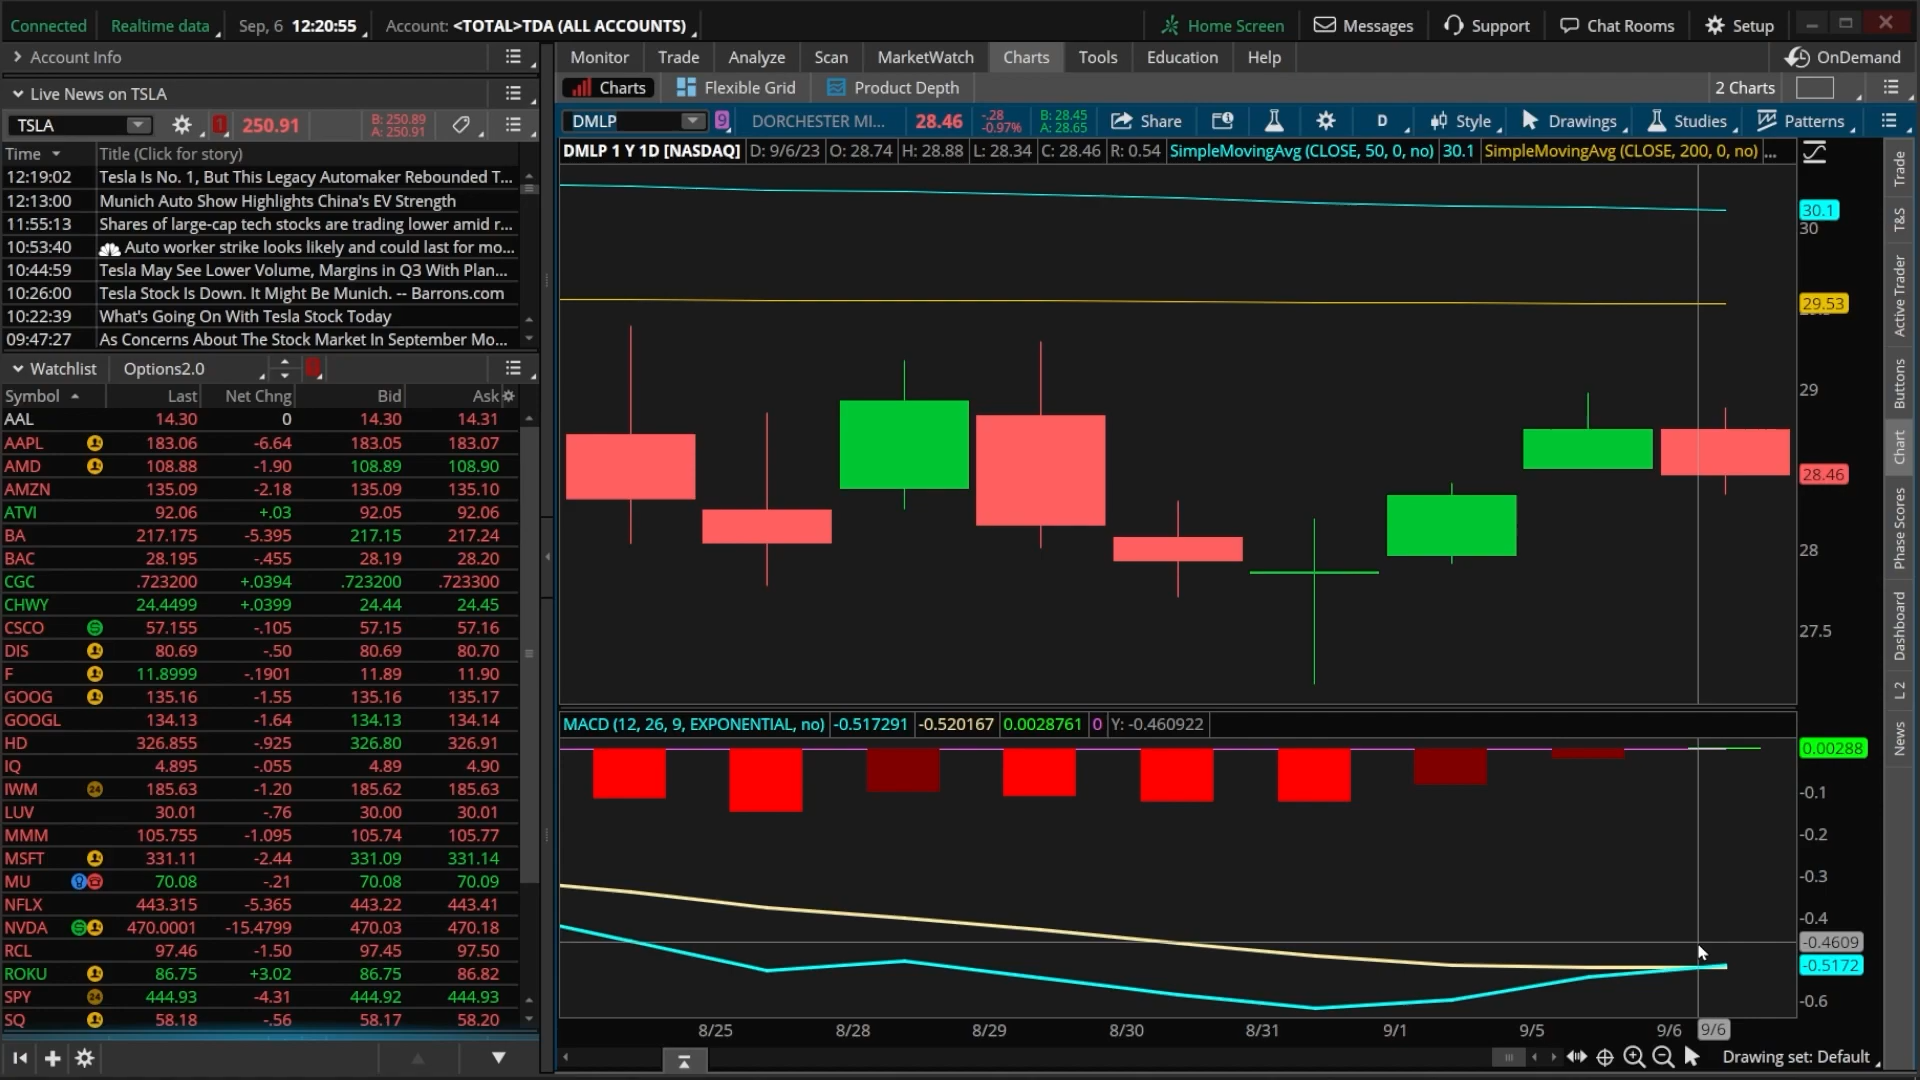 Connected Realtime data Sep, 6 12:20:55 Account: <TOTAL>TDA (ALL ACCOUNTS) Home Screen Messages Support Chat Rooms Setup
Account Info
Monitor Trade Analyze Scan MarketWatch Charts Tools Education Help OnDemand
Live News on TSLA
Charts Flexible Grid Product Depth 2 Charts
TSLA 1 250.91 B: 250.89 A: 250.91
DMLP 9 DORCHESTER MI... 28.46 -.28 -0.97% B: 28.45 A: 28.65 Share D Style Drawings Studies Patterns
DMLP 1 Y 1D [NASDAQ] D: 9/6/23 O: 28.74 H: 28.88 L: 28.34 C: 28.46 R: 0.54 SimpleMovingAvg (CLOSE, 50, 0, no) 30.1 SimpleMovingAvg (CLOSE, 200, 0, no) ...
Time Title (Click for story)
12:19:02 Tesla Is No. 1, But This Legacy Automaker Rebounded T...
12:13:00 Munich Auto Show Highlights China's EV Strength
11:55:13 Shares of large-cap tech stocks are trading lower amid r...
10:53:40 Auto worker strike looks likely and could last for mo...
10:44:59 Tesla May See Lower Volume, Margins in Q3 With Plan...
10:26:00 Tesla Stock Is Down. It Might Be Munich. -- Barrons.com
10:22:39 What's Going On With Tesla Stock Today
09:47:27 As Concerns About The Stock Market In September Mo...
Watchlist Options2.0
Symbol Last Net Chng Bid Ask
AAL 14.30 0 14.30 14.31
AAPL 183.06 -6.64 183.05 183.07
AMD 108.88 -1.90 108.89 108.90
AMZN 135.09 -2.18 135.09 135.10
ATVI 92.06 +.03 92.05 92.06
BA 217.175 -5.395 217.15 217.24
BAC 28.195 -.455 28.19 28.20
CGC .723200 +.0394 .723200 .723300
CHWY 24.4499 +.0399 24.44 24.45
CSCO 57.155 -.105 57.15 57.16
DIS 80.69 -.50 80.69 80.70
F 11.8999 -.1901 11.89 11.90
GOOG 135.16 -1.55 135.16 135.17
GOOGL 134.13 -1.64 134.13 134.14
HD 326.855 -.925 326.80 326.91
IQ 4.895 -.055 4.89 4.90
IWM 24 185.63 -1.20 185.62 185.63
LUV 30.01 -.76 30.00 30.01
MMM 105.755 -1.095 105.74 105.77
MSFT 331.11 -2.44 331.09 331.14
MU 70.08 -.21 70.08 70.09
NFLX 443.315 -5.365 443.22 443.41
NVDA 470.0001 -15.4799 470.03 470.18
RCL 97.46 -1.50 97.45 97.50
ROKU 86.75 +3.02 86.75 86.82
SPY 24 444.93 -4.31 444.92 444.93
SQ 58.18 -.56 58.17 58.20
30.1
30
29.53
29
28.46
28
27.5
MACD (12, 26, 9, EXPONENTIAL, no) -0.517291 -0.520167 0.0028761 0 Y: -0.460922
0.00288
-0.1
-0.2
-0.3
-0.4
-0.4609
-0.5172
-0.6
8/25 8/28 8/29 8/30 8/31 9/1 9/5 9/6 9/6
Drawing set: Default
Trade
T&S
Active Trader
Buttons
Chart
Phase Scores
Dashboard
L 2
News